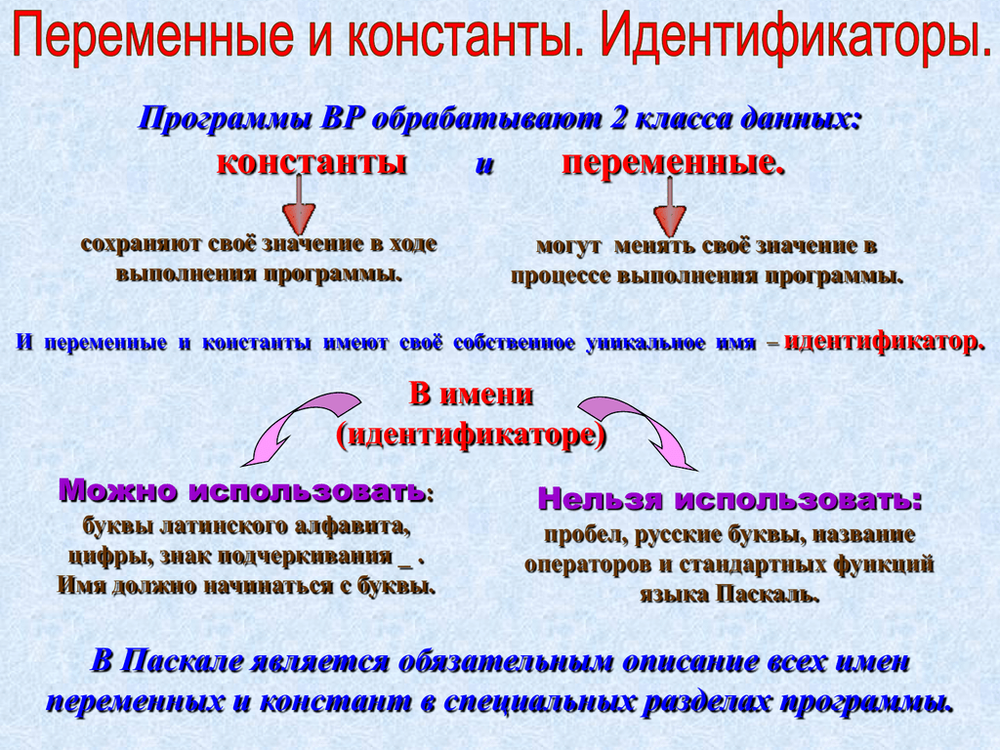 Переменные и константы. Идентификаторы.
Программы ВР обрабатывают 2 класса данных:
константы и переменные.
сохраняют своё значение в ходе
выполнения программы.
могут менять своё значение в
процессе выполнения программы.
И переменные и константы имеют своё собственное уникальное имя – идентификатор.
В имени
(идентификаторе)
Можно использовать:
буквы латинского алфавита,
цифры, знак подчеркивания _ .
Имя должно начинаться с буквы.
Нельзя использовать:
пробел, русские буквы, название
операторов и стандартных функций
языка Паскаль.
В Паскале является обязательным описание всех имен
переменных и констант в специальных разделах программы.